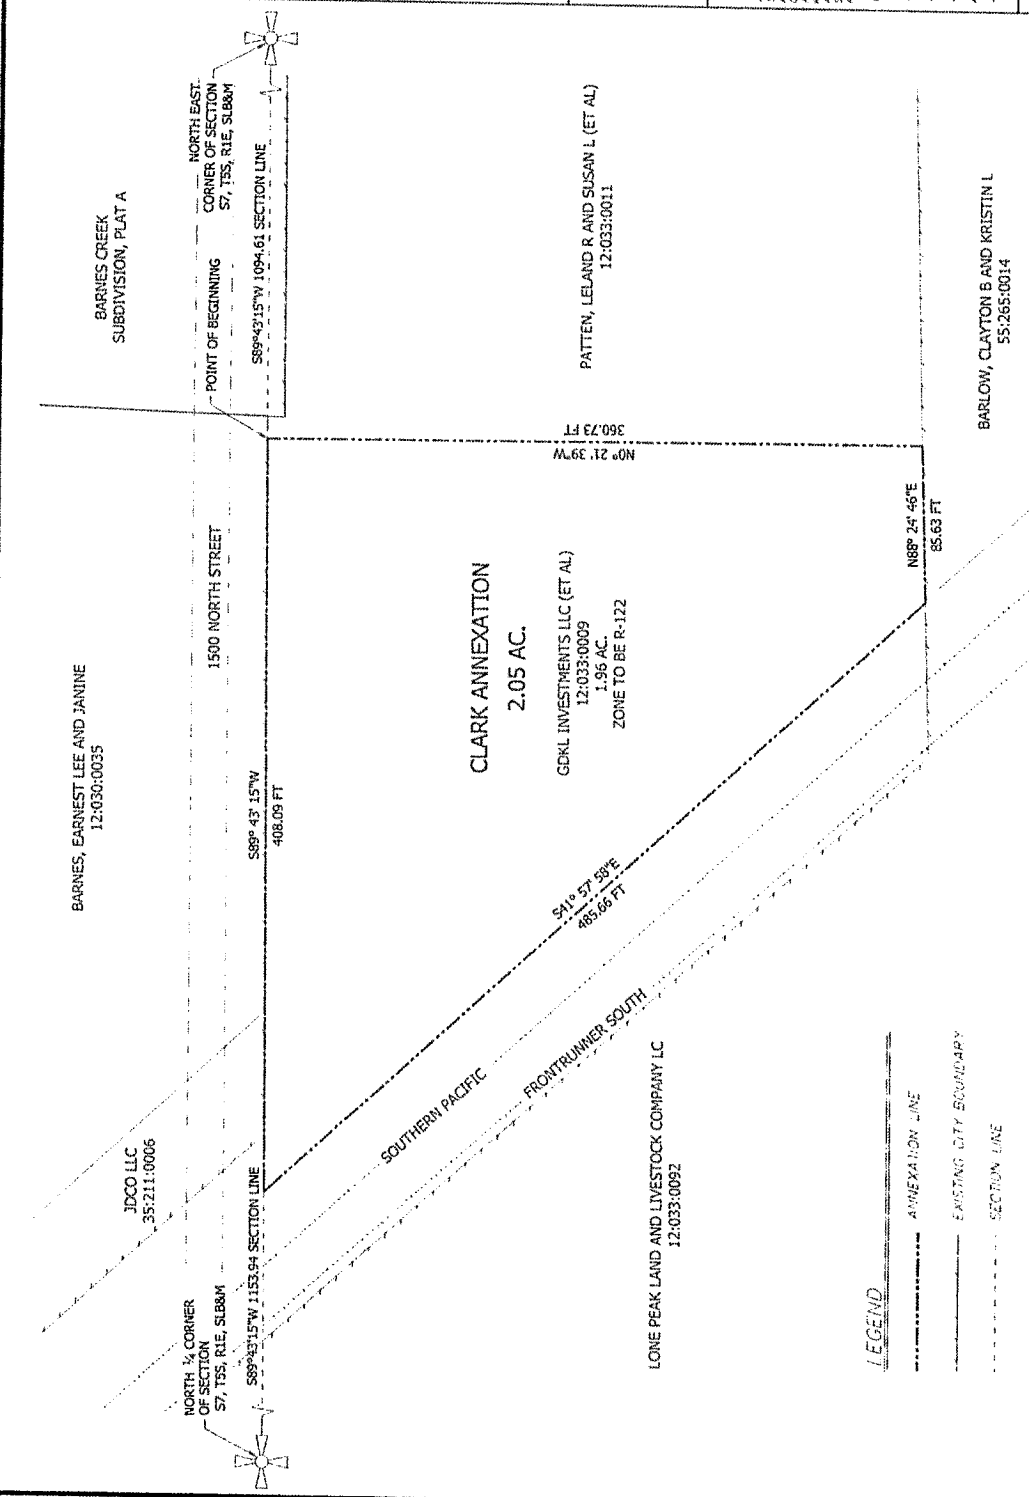 BARNES CREEK
SUBDIVISION, PLAT A
BARNES, EARNEST LEE AND JANINE
12:030:0035
JDCO LLC
35:211:0006
NORTH ¼ CORNER
OF SECTION
S7, T5S, R1E, SLB&M
1500 NORTH STREET
POINT OF BEGINNING
NORTH EAST
CORNER OF SECTION
S7, T5S, R1E, SLB&M
S89°43'15"W 1153.94 SECTION LINE
S89° 43' 15"W
408.09 FT
S89°43'15"W 1094.61 SECTION LINE
CLARK ANNEXATION
2.05 AC.
GDKL INVESTMENTS LLC (ET AL)
12:033:0009
1.96 AC.
ZONE TO BE R-122
N0° 21' 39"W
360.73 FT
PATTEN, LELAND R AND SUSAN L (ET AL)
12:033:0011
S41° 57' 58"E
485.66 FT
SOUTHERN PACIFIC
FRONTRUNNER SOUTH
LONE PEAK LAND AND LIVESTOCK COMPANY LC
12:033:0092
N88° 24' 46"E
85.63 FT
BARLOW, CLAYTON B AND KRISTIN L
55:265:0014
LEGEND
ANNEXATION LINE
EXISTING CITY BOUNDARY
SECTION LINE